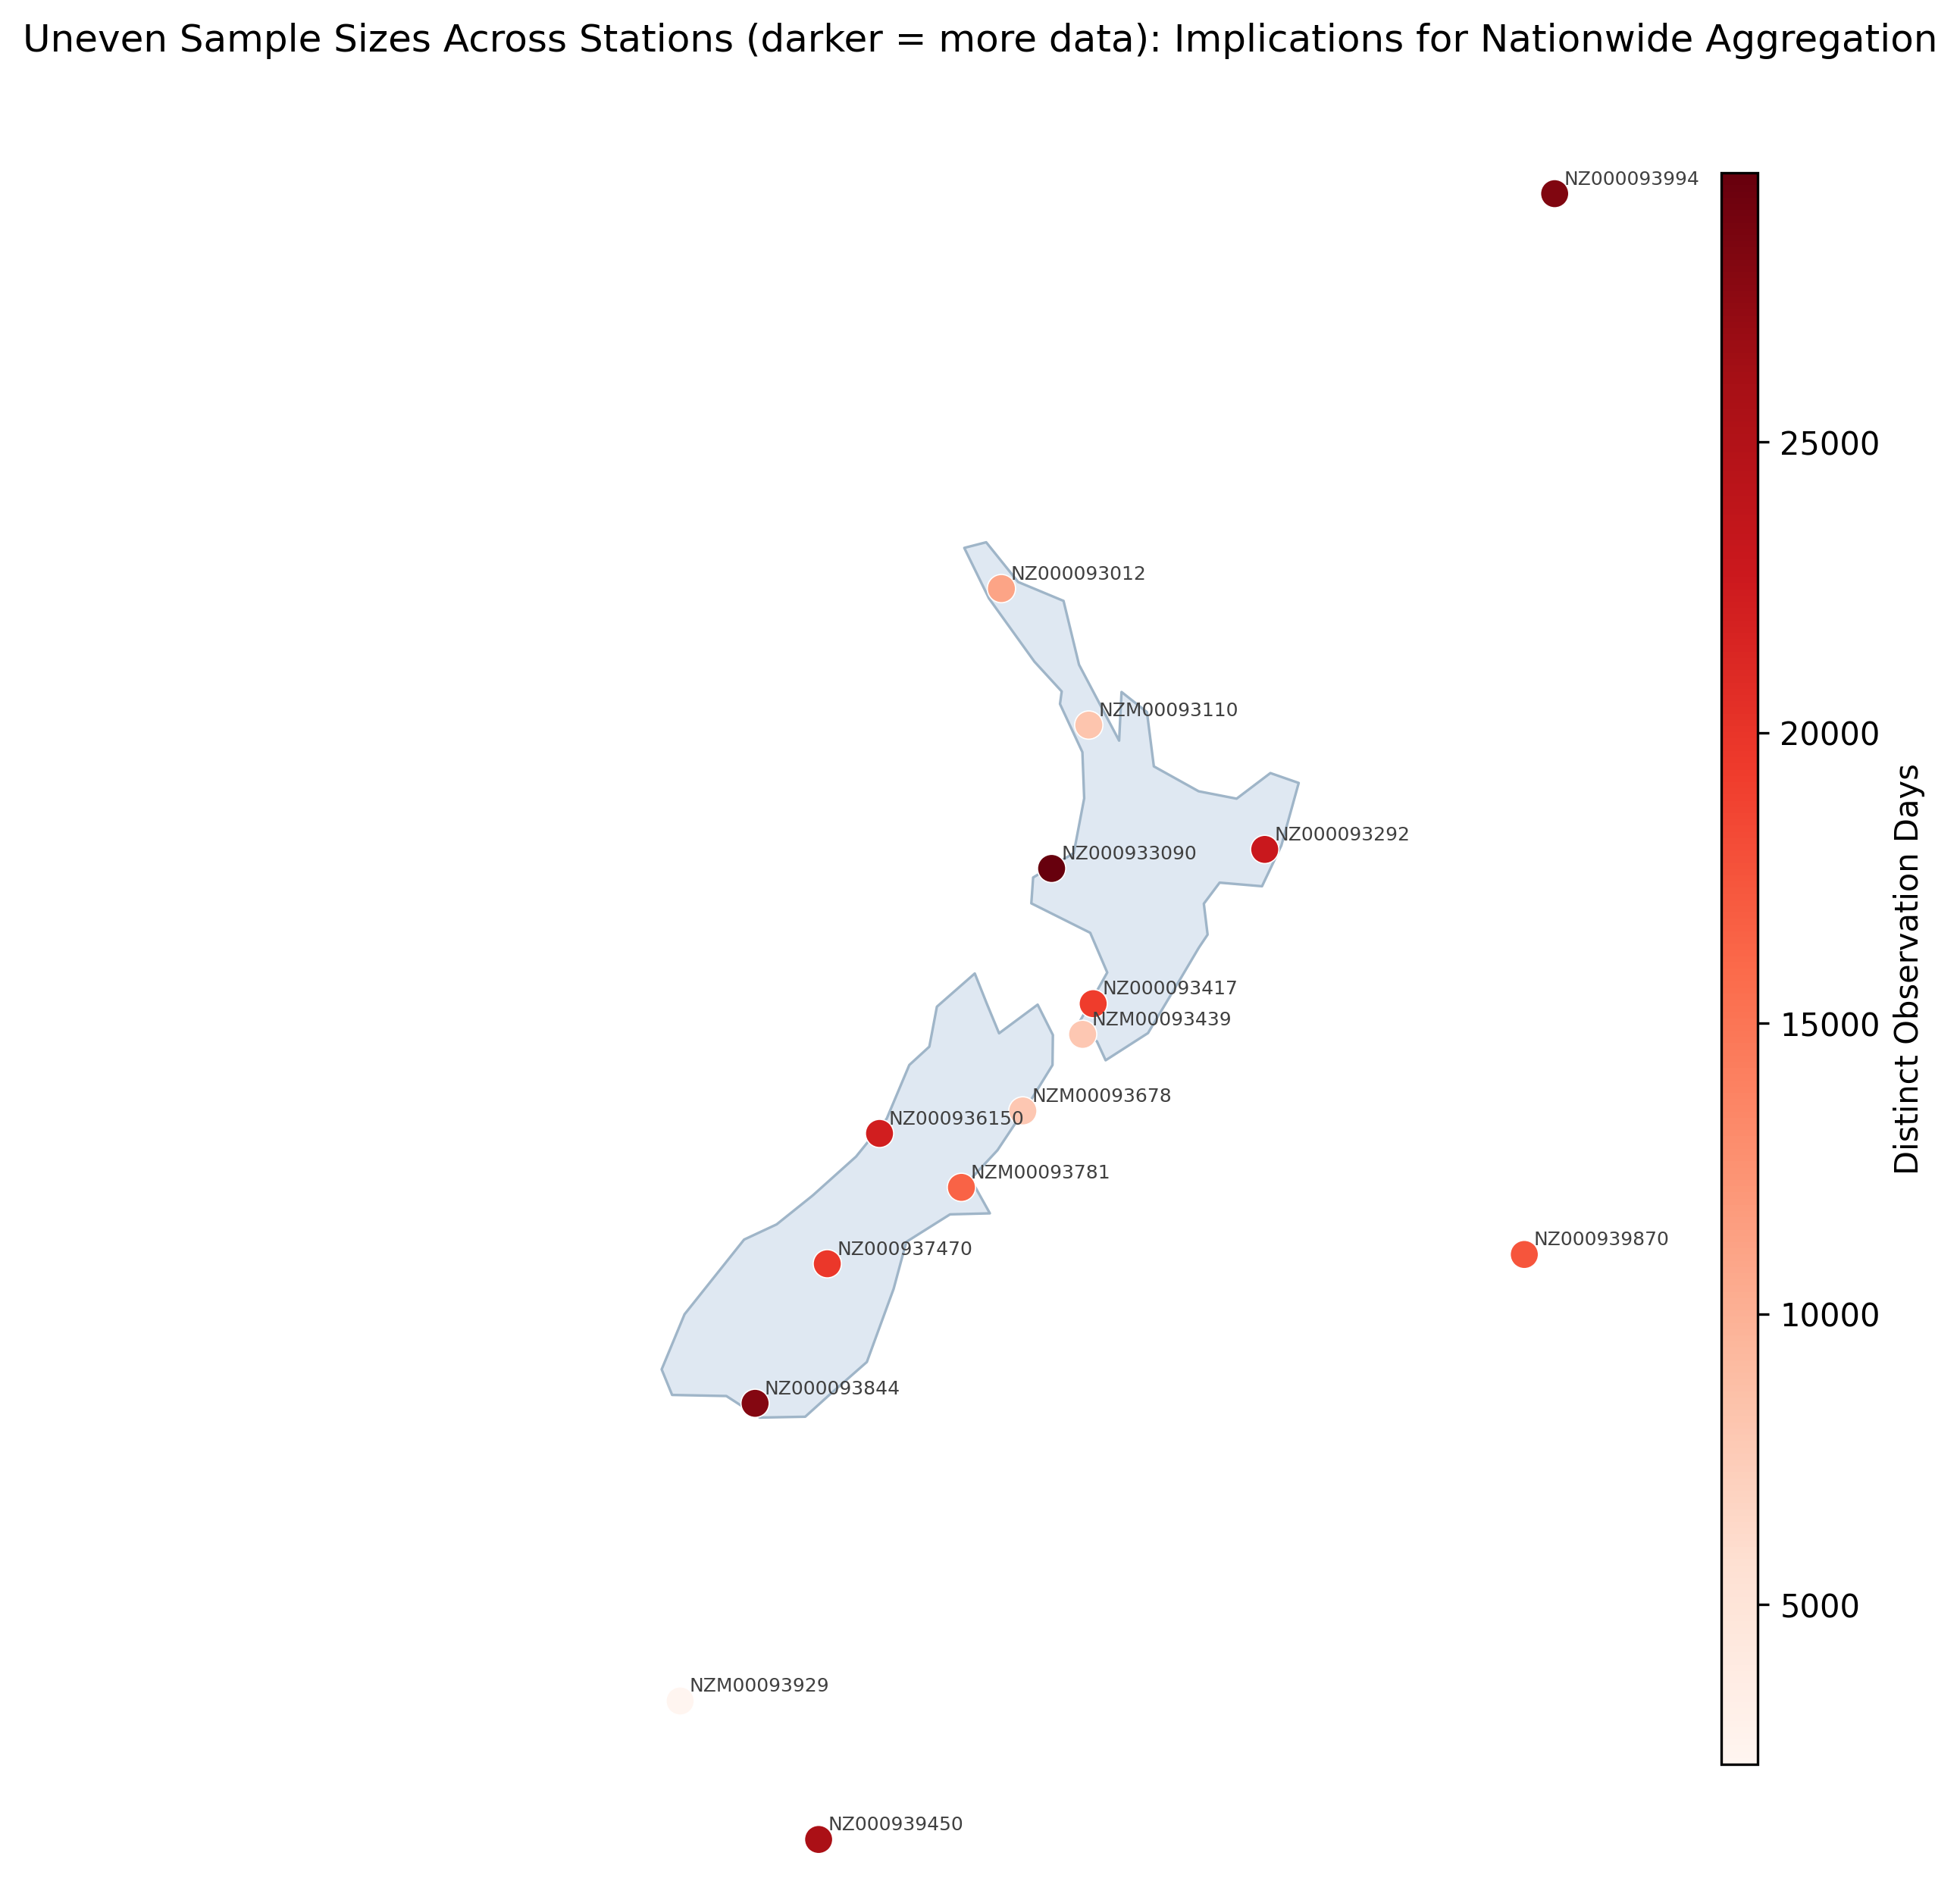 Uneven Sample Sizes Across Stations (darker = more data): Implications for Nationwide Aggregation
NZ000093994
NZ000093012
NZM00093110
NZ000093292
NZ000933090
NZ000093417
NZM00093439
NZM00093678
NZ000936150
NZM00093781
NZ000939870
NZ000937470
NZ000093844
NZM00093929
NZ000939450
25000
20000
15000
10000
5000
Distinct Observation Days